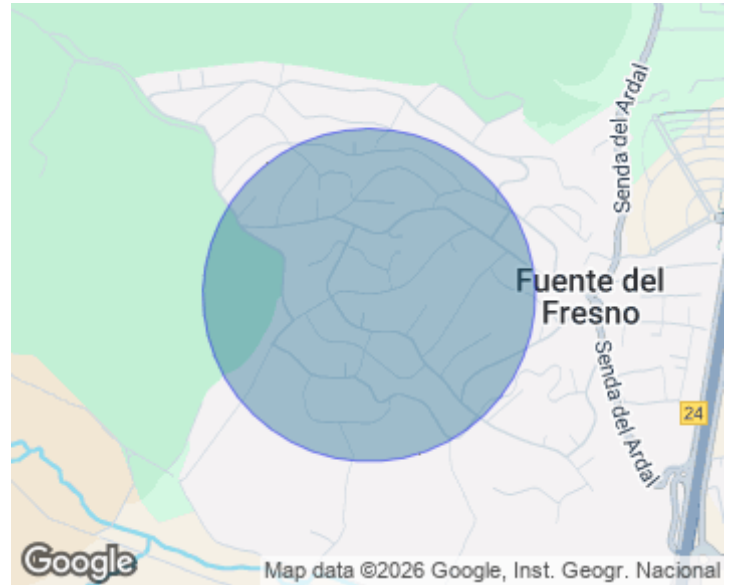 Senda del Ardal
Fuente del
Fresno
Senda del Ardal
24
Google
Map data ©2026 Google, Inst. Geogr. Nacional